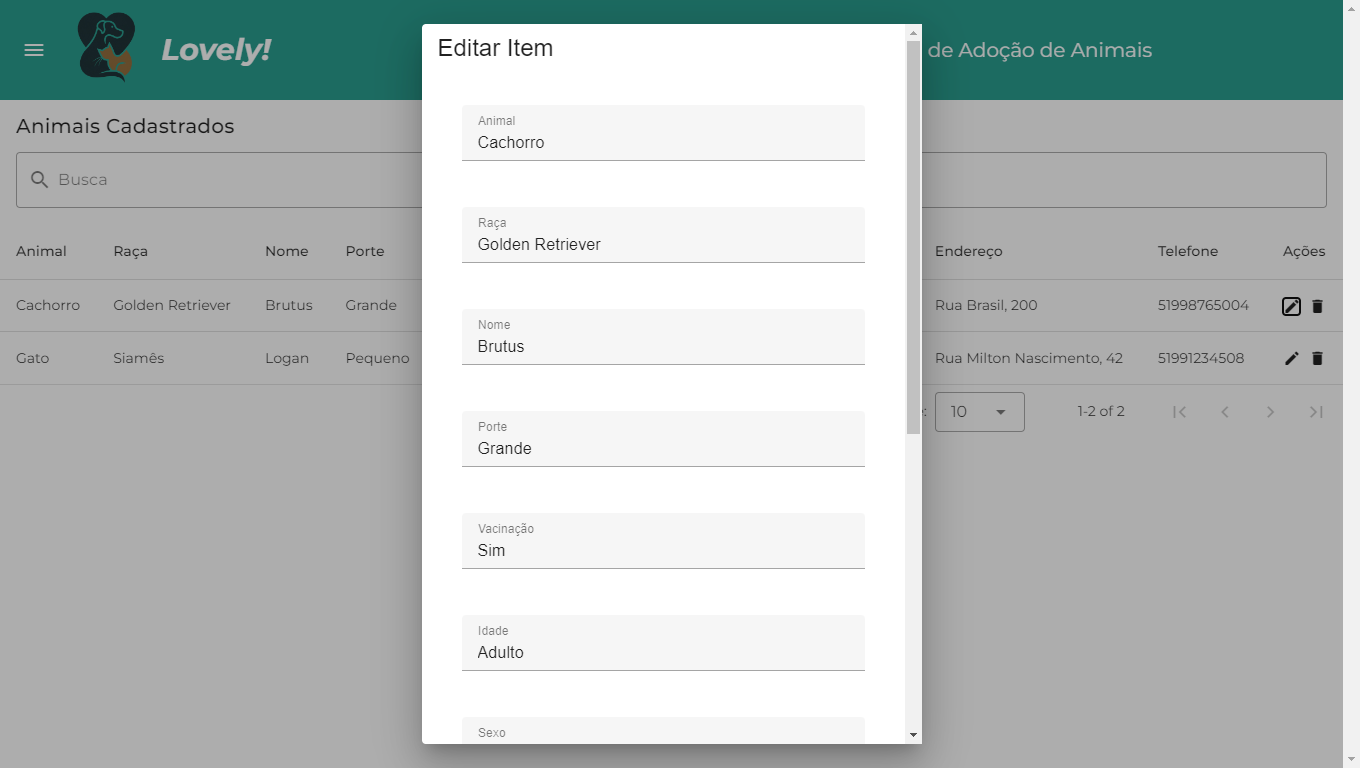 Lovely!
de Adoção de Animais
Animais Cadastrados
Busca
Animal Raça Nome Porte Endereço Telefone Ações
Cachorro Golden Retriever Brutus Grande Rua Brasil, 200 51998765004
Gato Siamês Logan Pequeno Rua Milton Nascimento, 42 51991234508
10 1-2 of 2
Editar Item
Animal
Cachorro
Raça
Golden Retriever
Nome
Brutus
Porte
Grande
Vacinação
Sim
Idade
Adulto
Sexo